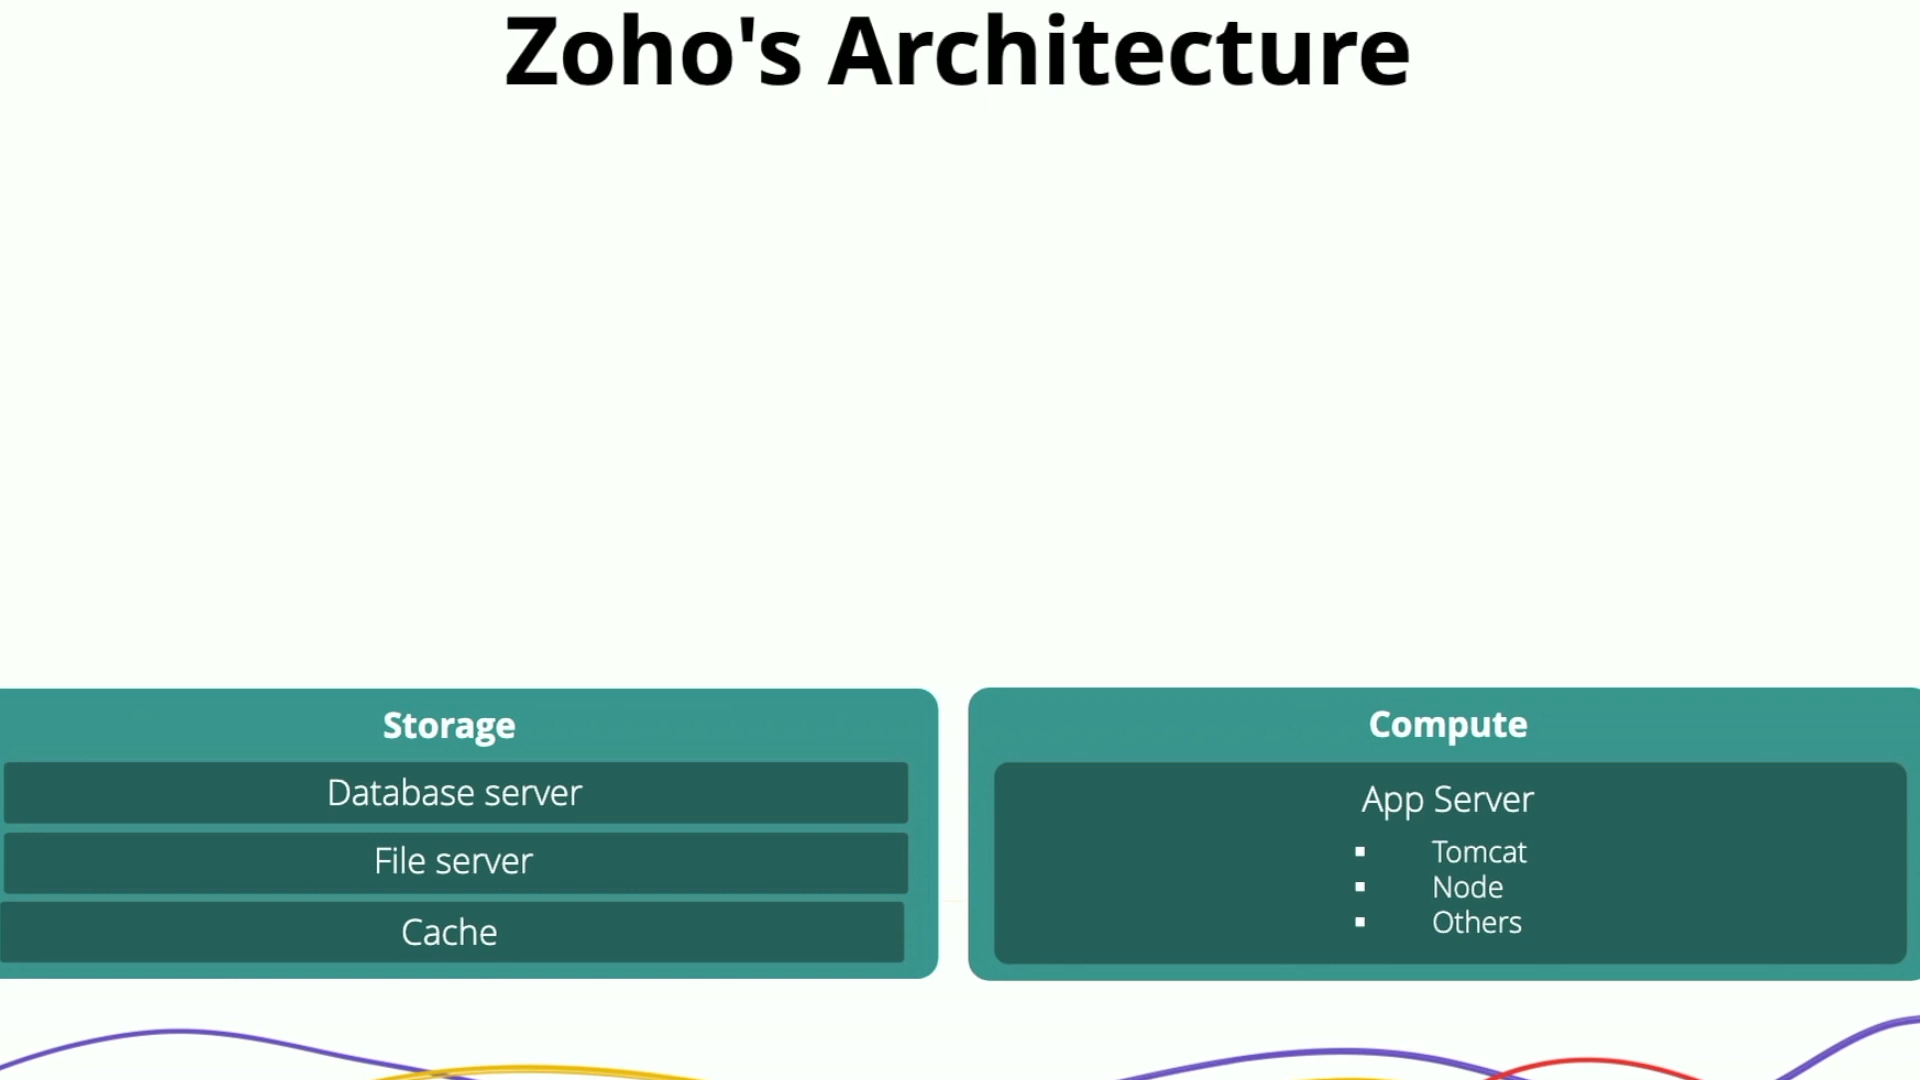 Zoho's Architecture
Storage
Database server
File server
Cache
Compute
App Server
▪ Tomcat
▪ Node
▪ Others